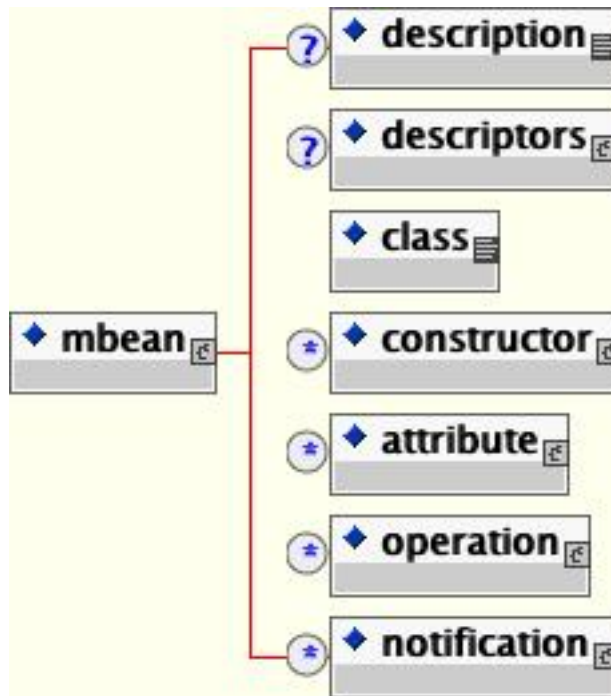 ? description
? descriptors
class
mbean
* constructor
* attribute
* operation
* notification